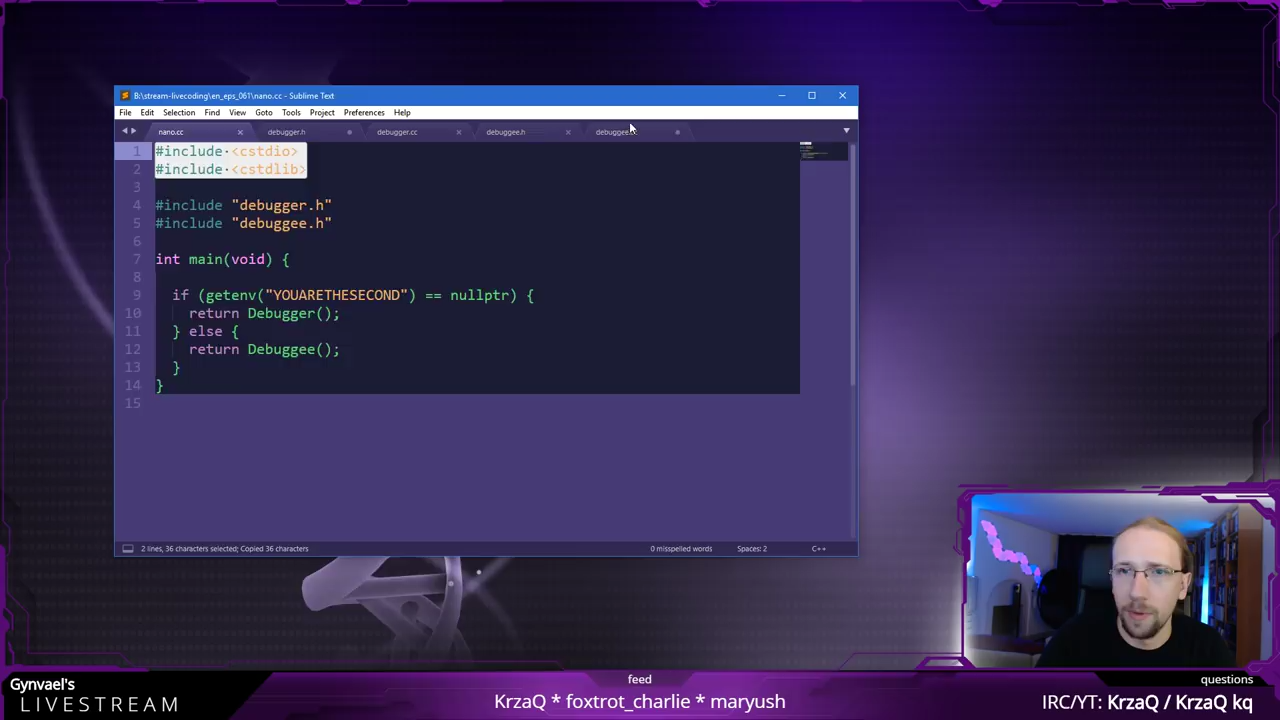 B:\stream-livecoding\en_eps_061\nano.cc - Sublime Text
File Edit Selection Find View Goto Tools Project Preferences Help
nano.cc debugger.h debugger.cc debuggee.h
1 #include <cstdio>
2 #include <cstdlib>
3
4 #include "debugger.h"
5 #include "debuggee.h"
6
7 int main(void) {
8
9 if (getenv("YOUARETHESECOND") == nullptr) {
10 return Debugger();
11 } else {
12 return Debuggee();
13 }
14 }
15
2 lines, 36 characters selected; Copied 36 characters 0 misspelled words Spaces: 2 C++
Gynvael's
LIVESTREAM
feed
KrzaQ * foxtrot_charlie * maryush
questions
IRC/YT: KrzaQ / KrzaQ kq